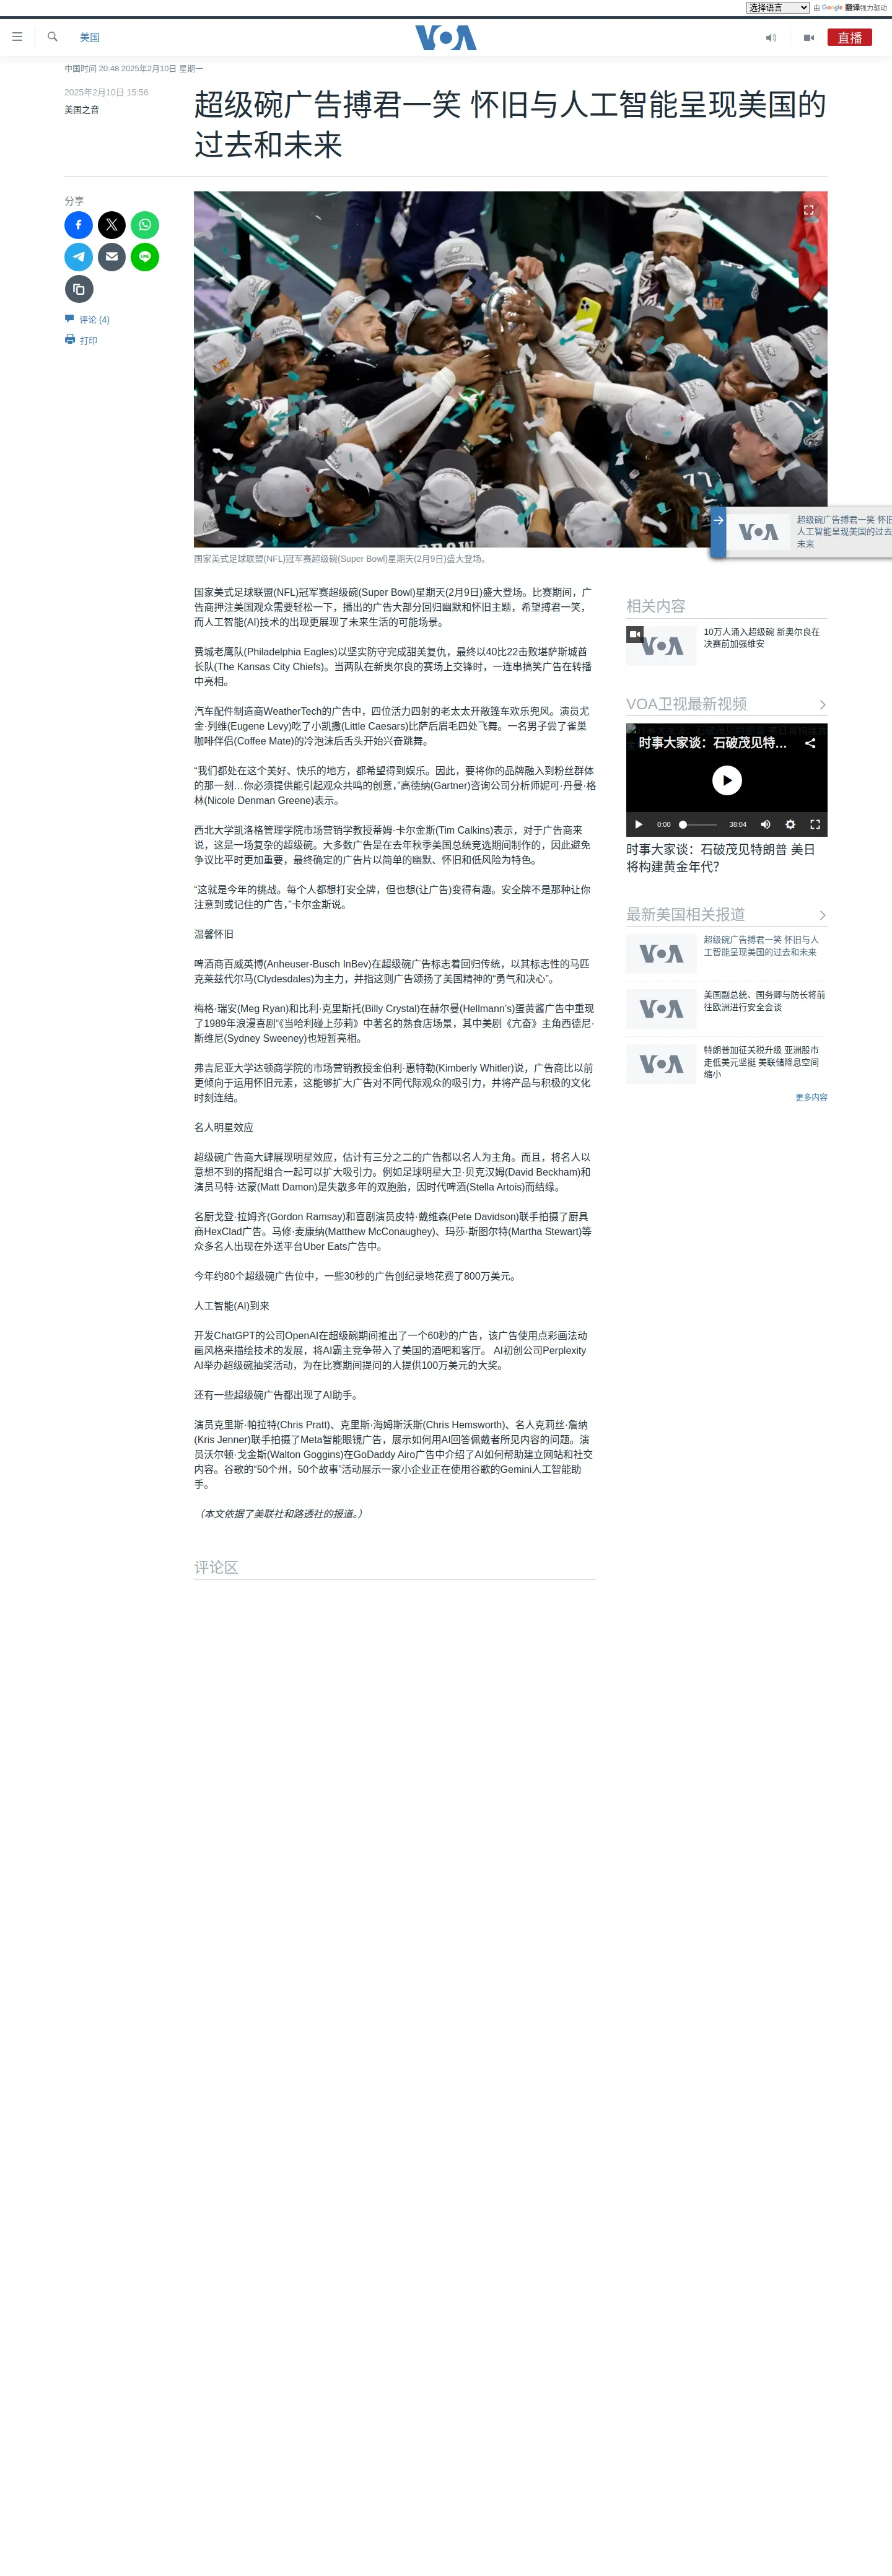 选择语言 由 Google 翻译强力驱动
美国
VOA
直播
中国时间 20:48 2025年2月10日 星期一
2025年2月10日 15:56
美国之音
超级碗广告搏君一笑 怀旧与人工智能呈现美国的
过去和未来
分享
评论 (4)
打印
国家美式足球联盟(NFL)冠军赛超级碗(Super Bowl)星期天(2月9日)盛大登场。
超级碗广告搏君一笑 怀旧
人工智能呈现美国的过去
未来
国家美式足球联盟(NFL)冠军赛超级碗(Super Bowl)星期天(2月9日)盛大登场。比赛期间，广
告商押注美国观众需要轻松一下，播出的广告大部分回归幽默和怀旧主题，希望搏君一笑，
而人工智能(AI)技术的出现更展现了未来生活的可能场景。
费城老鹰队(Philadelphia Eagles)以坚实防守完成甜美复仇，最终以40比22击败堪萨斯城酋
长队(The Kansas City Chiefs)。当两队在新奥尔良的赛场上交锋时，一连串搞笑广告在转播
中亮相。
汽车配件制造商WeatherTech的广告中，四位活力四射的老太太开敞篷车欢乐兜风。演员尤
金·列维(Eugene Levy)吃了小凯撒(Little Caesars)比萨后眉毛四处飞舞。一名男子尝了雀巢
咖啡伴侣(Coffee Mate)的冷泡沫后舌头开始兴奋跳舞。
“我们都处在这个美好、快乐的地方，都希望得到娱乐。因此，要将你的品牌融入到粉丝群体
的那一刻…你必须提供能引起观众共鸣的创意，”高德纳(Gartner)咨询公司分析师妮可·丹曼·格
林(Nicole Denman Greene)表示。
西北大学凯洛格管理学院市场营销学教授蒂姆·卡尔金斯(Tim Calkins)表示，对于广告商来
说，这是一场复杂的超级碗。大多数广告是在去年秋季美国总统竞选期间制作的，因此避免
争议比平时更加重要，最终确定的广告片以简单的幽默、怀旧和低风险为特色。
“这就是今年的挑战。每个人都想打安全牌，但也想(让广告)变得有趣。安全牌不是那种让你
注意到或记住的广告，”卡尔金斯说。
温馨怀旧
啤酒商百威英博(Anheuser-Busch InBev)在超级碗广告标志着回归传统，以其标志性的马匹
克莱兹代尔马(Clydesdales)为主力，并指这则广告颂扬了美国精神的“勇气和决心”。
梅格·瑞安(Meg Ryan)和比利·克里斯托(Billy Crystal)在赫尔曼(Hellmann’s)蛋黄酱广告中重现
了1989年浪漫喜剧“《当哈利碰上莎莉》中著名的熟食店场景，其中美剧《亢奋》主角西德尼·
斯维尼(Sydney Sweeney)也短暂亮相。
弗吉尼亚大学达顿商学院的市场营销教授金伯利·惠特勒(Kimberly Whitler)说，广告商比以前
更倾向于运用怀旧元素，这能够扩大广告对不同代际观众的吸引力，并将产品与积极的文化
时刻连结。
名人明星效应
超级碗广告商大肆展现明星效应，估计有三分之二的广告都以名人为主角。而且，将名人以
意想不到的搭配组合一起可以扩大吸引力。例如足球明星大卫·贝克汉姆(David Beckham)和
演员马特·达蒙(Matt Damon)是失散多年的双胞胎，因时代啤酒(Stella Artois)而结缘。
名厨戈登·拉姆齐(Gordon Ramsay)和喜剧演员皮特·戴维森(Pete Davidson)联手拍摄了厨具
商HexClad广告。马修·麦康纳(Matthew McConaughey)、玛莎·斯图尔特(Martha Stewart)等
众多名人出现在外送平台Uber Eats广告中。
今年约80个超级碗广告位中，一些30秒的广告创纪录地花费了800万美元。
人工智能(AI)到来
开发ChatGPT的公司OpenAI在超级碗期间推出了一个60秒的广告，该广告使用点彩画法动
画风格来描绘技术的发展，将AI霸主竞争带入了美国的酒吧和客厅。 AI初创公司Perplexity
AI举办超级碗抽奖活动，为在比赛期间提问的人提供100万美元的大奖。
还有一些超级碗广告都出现了AI助手。
演员克里斯·帕拉特(Chris Pratt)、克里斯·海姆斯沃斯(Chris Hemsworth)、名人克莉丝·詹纳
(Kris Jenner)联手拍摄了Meta智能眼镜广告，展示如何用AI回答佩戴者所见内容的问题。演
员沃尔顿·戈金斯(Walton Goggins)在GoDaddy Airo广告中介绍了AI如何帮助建立网站和社交
内容。谷歌的“50个州，50个故事”活动展示一家小企业正在使用谷歌的Gemini人工智能助
手。
（本文依据了美联社和路透社的报道。）
评论区
相关内容
10万人涌入超级碗 新奥尔良在
决赛前加强维安
VOA卫视最新视频
时事大家谈：石破茂见特...
0:00 38:04
时事大家谈：石破茂见特朗普 美日
将构建黄金年代?
最新美国相关报道
超级碗广告搏君一笑 怀旧与人
工智能呈现美国的过去和未来
美国副总统、国务卿与防长将前
往欧洲进行安全会谈
特朗普加征关税升级 亚洲股市
走低美元坚挺 美联储降息空间
缩小
更多内容